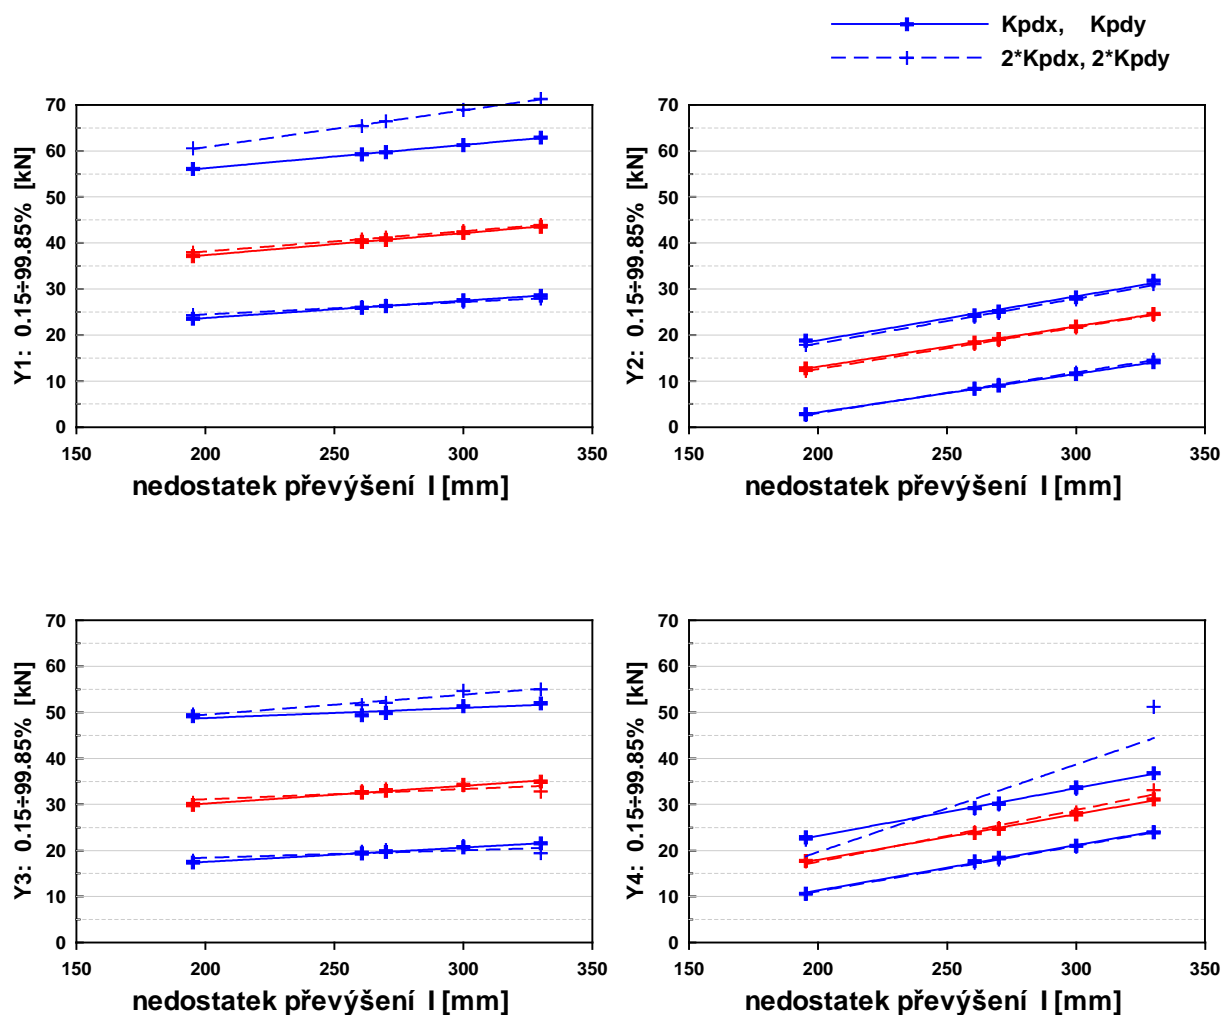 Kpdx, Kpdy
2*Kpdx, 2*Kpdy
70
60
50
40
30
20
10
0
Y1: 0.15÷99.85% [kN]
150 200 250 300 350
nedostatek převýšení I [mm]
70
60
50
40
30
20
10
0
Y2: 0.15÷99.85% [kN]
150 200 250 300 350
nedostatek převýšení I [mm]
70
60
50
40
30
20
10
0
Y3: 0.15÷99.85% [kN]
150 200 250 300 350
nedostatek převýšení I [mm]
70
60
50
40
30
20
10
0
Y4: 0.15÷99.85% [kN]
150 200 250 300 350
nedostatek převýšení I [mm]